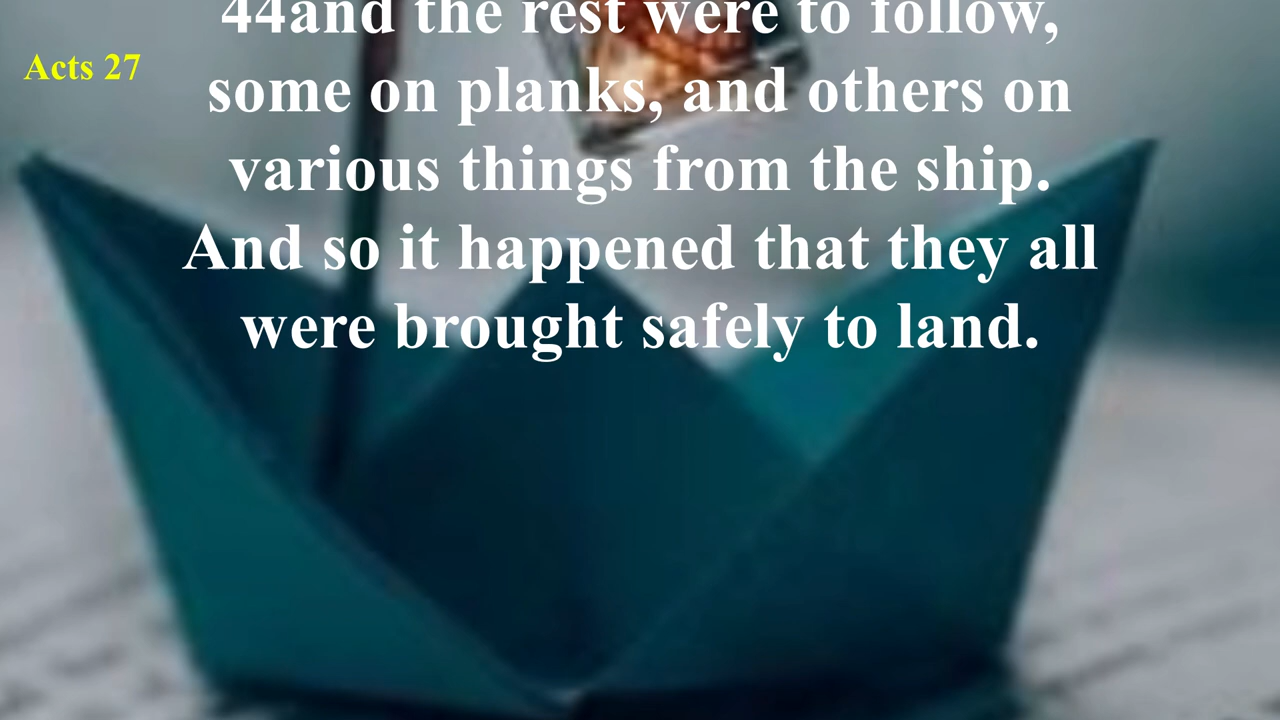 44and the rest were to follow,
Acts 27
some on planks, and others on
various things from the ship.
And so it happened that they all
were brought safely to land.